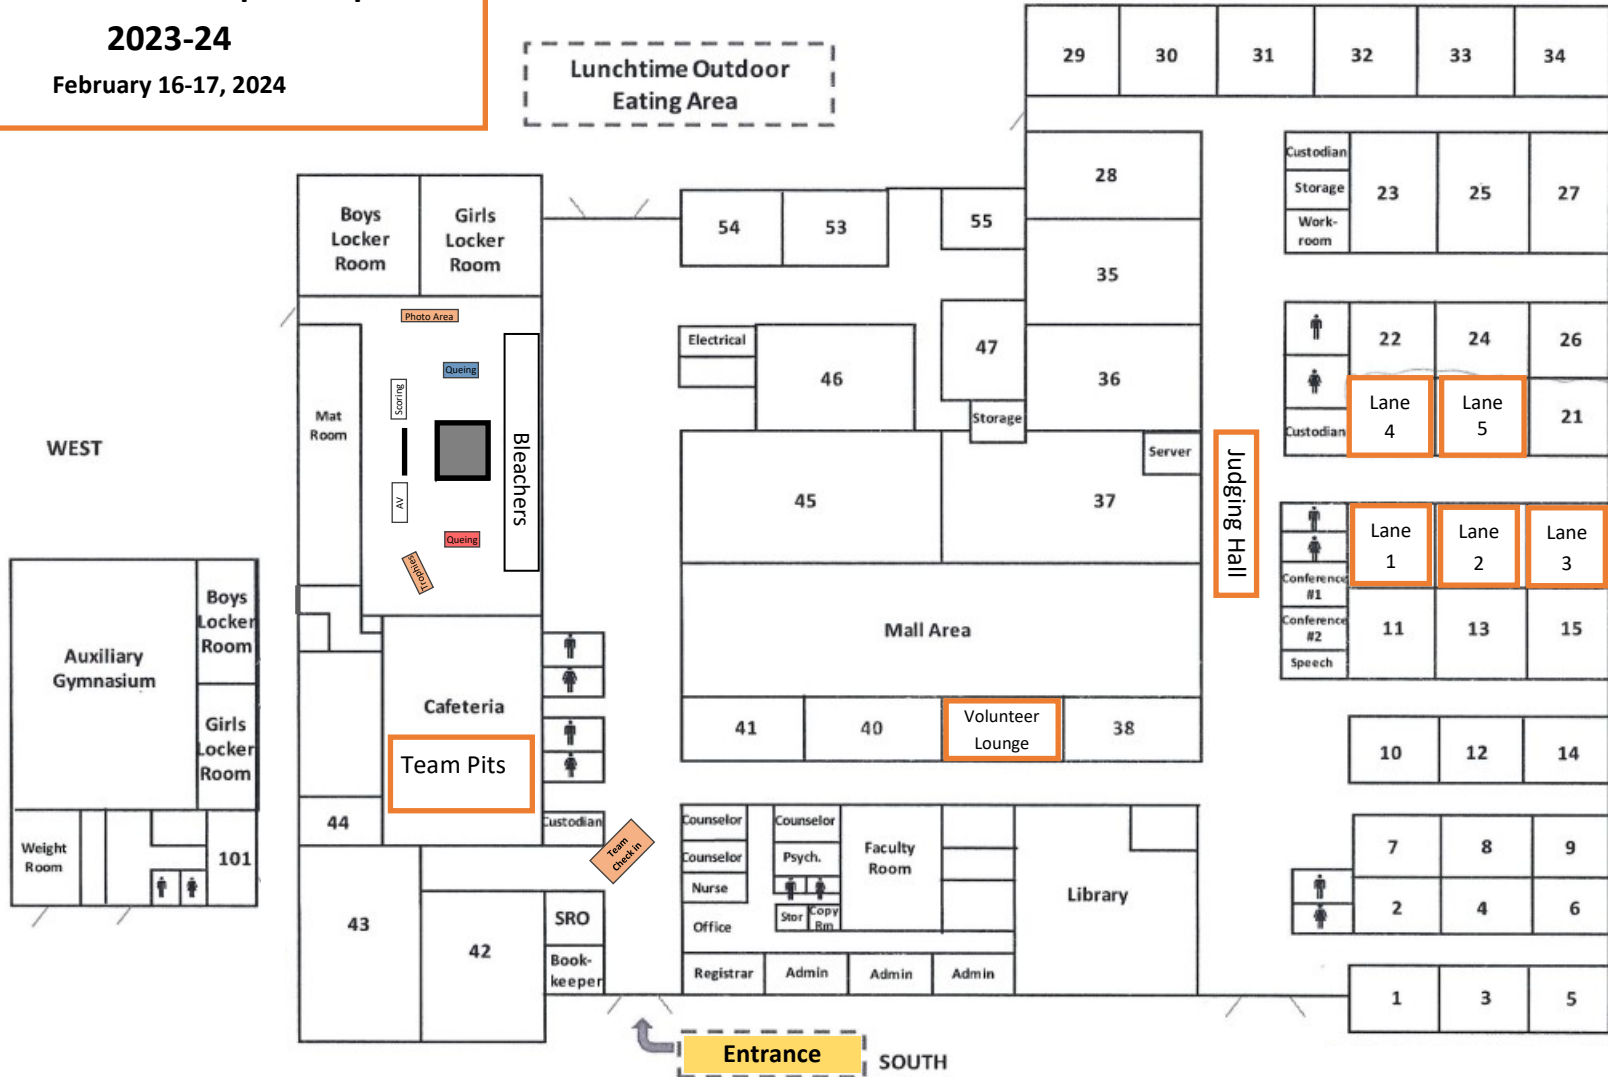 2023-24
February 16-17, 2024
Lunchtime Outdoor
Eating Area
29
30
31
32
33
34
Custodian
Storage
Work-
room
23
25
27
28
35
36
Boys
Locker
Room
Girls
Locker
Room
54
53
55
Photo Area
Queing
Scoring
AV
Queing
Trophies
Bleachers
Mat
Room
WEST
Electrical
46
47
Storage
45
37
Server
Judging Hall
22
24
26
Custodian
Lane
4
Lane
5
21
Lane
1
Lane
2
Lane
3
Conference
#1
Conference
#2
Speech
11
13
15
Mall Area
41
40
Volunteer
Lounge
38
10
12
14
Auxiliary
Gymnasium
Boys
Locker
Room
Girls
Locker
Room
Weight
Room
101
Cafeteria
Team Pits
44
Custodian
Team
Check in
43
42
SRO
Book-
keeper
Counselor
Counselor
Nurse
Office
Registrar
Counselor
Psych.
Stor
Copy
Rm
Faculty
Room
Admin
Admin
Admin
Library
7
8
9
2
4
6
1
3
5
Entrance
SOUTH